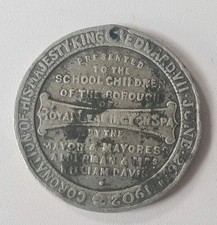 CORONATION OF HIS MAJESTY KING EDWARD VII JUNE 26TH 1902
PRESENTED
TO THE
SCHOOL CHILDREN
OF THE BOROUGH
OF
ROYAL LEAMINGTON SPA
BY THE
MAYOR & MAYORESS
ALDERMAN & MRS
WILLIAM DAVIS